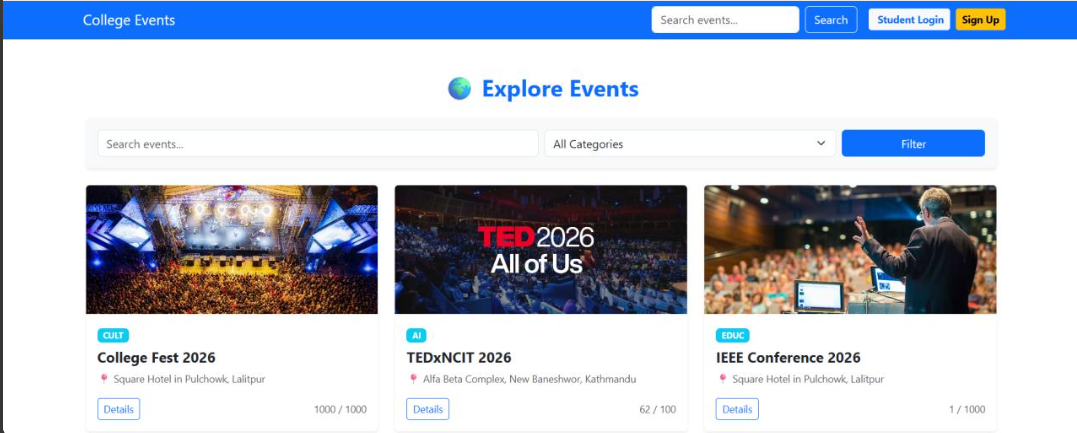 College Events
Search events...
Search
Student Login
Sign Up
Explore Events
Search events...
All Categories
Filter
TED2026
All of Us
CULT
College Fest 2026
Square Hotel in Pulchowk, Lalitpur
Details
1000 / 1000
AI
TEDxNCIT 2026
Alfa Beta Complex, New Baneshwor, Kathmandu
Details
62 / 100
EDUC
IEEE Conference 2026
Square Hotel in Pulchowk, Lalitpur
Details
1 / 1000